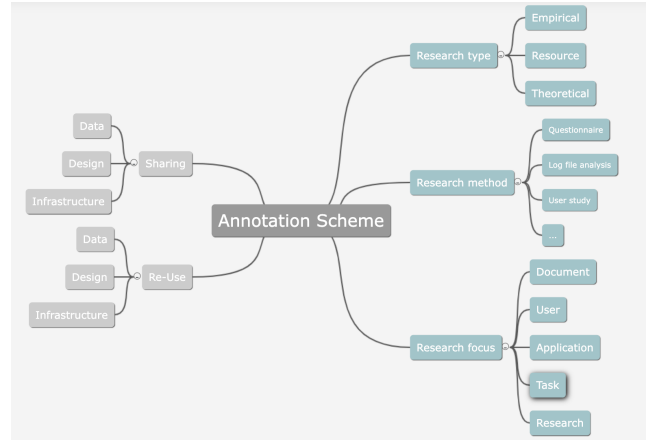 Annotation Scheme
Research type
Empirical
Resource
Theoretical
Research method
Questionnaire
Log file analysis
User study
...
Research focus
Document
User
Application
Task
Research
Sharing
Data
Design
Infrastructure
Re-Use
Data
Design
Infrastructure